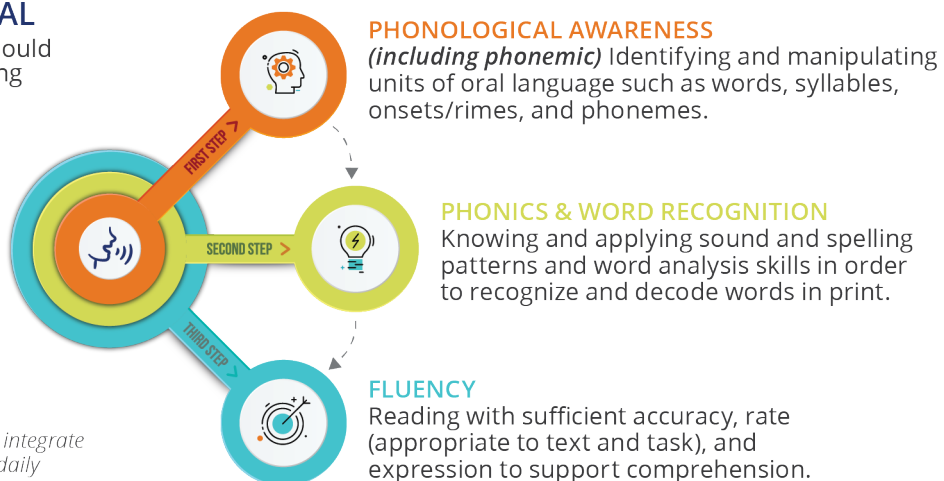 AL
ould
ng
PHONOLOGICAL AWARENESS
(including phonemic) Identifying and manipulating
units of oral language such as words, syllables,
onsets/rimes, and phonemes.
FIRST STEP >
SECOND STEP >
PHONICS & WORD RECOGNITION
Knowing and applying sound and spelling
patterns and word analysis skills in order
to recognize and decode words in print.
THIRD STEP >
FLUENCY
Reading with sufficient accuracy, rate
(appropriate to text and task), and
expression to support comprehension.
integrate
daily